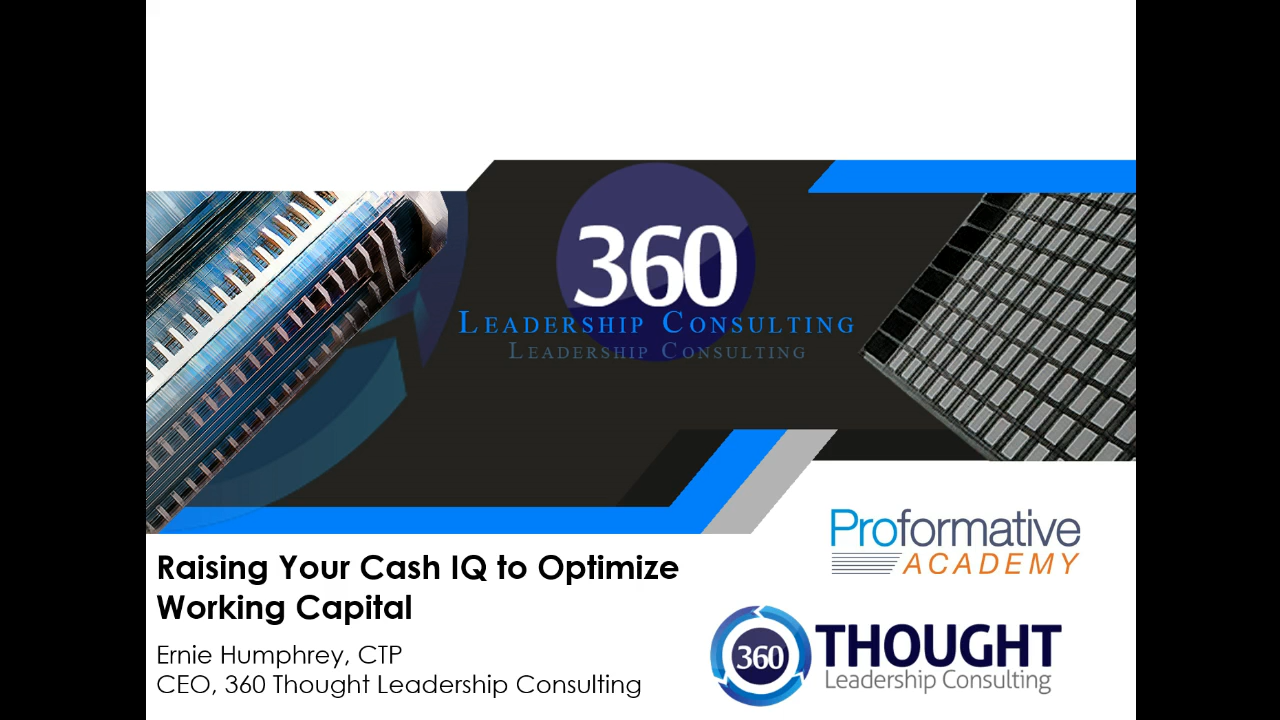 360
LEADERSHIP CONSULTING
LEADERSHIP CONSULTING
Proformative
ACADEMY
Raising Your Cash IQ to Optimize
Working Capital
Ernie Humphrey, CTP
CEO, 360 Thought Leadership Consulting
360 THOUGHT
Leadership Consulting